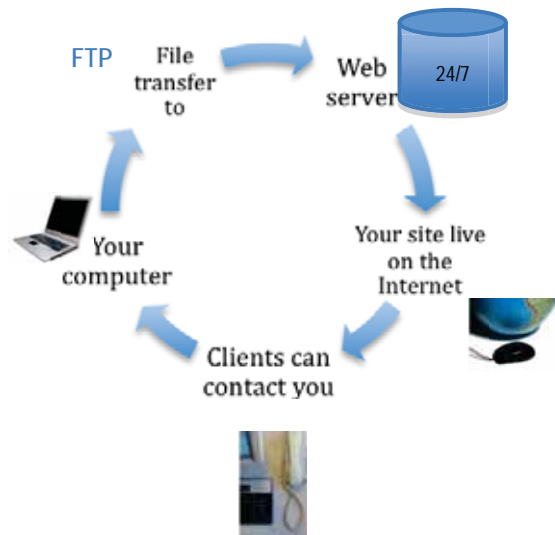 FTP
File
transfer
to
Web
server
24/7
Your site live
on the
Internet
Clients can
contact you
Your
computer